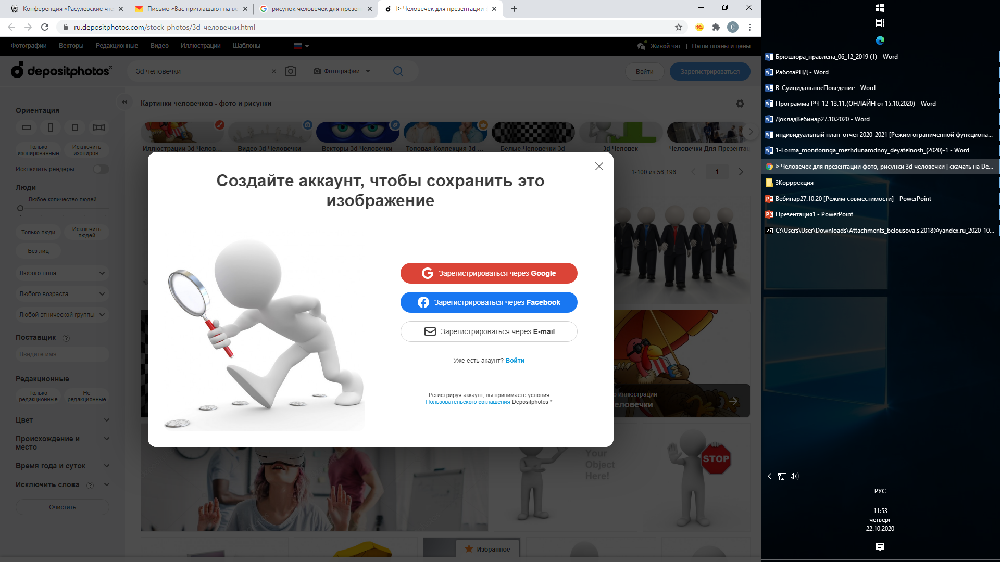 Конференция «Расулевские чте
Письмо «Вас приглашают на ве
рисунок человечек для презент
Человечек для презентации
ru.depositphotos.com/stock-photos/3d-человечки.html
C
Фотографии
Векторы
Редакционные
Видео
Иллюстрации
Шаблоны
Живой чат
Наши планы и цены
depositphotos®
3d человечки
Фотографии
Войти
Зарегистрироваться
Ориентация
Только изолированные
Исключить изолиров.
Исключить рендеры
Люди
Любое количество людей
Только люди
Исключить людей
Без лиц
Любого пола
Любого возраста
Любой этнической группы
Поставщик ?
Введите имя
Редакционные
Только редакционные
Не редакционные
Цвет
Происхождение и
место
Время года и суток
Исключить слова ?
Очистить
Картинки человечков - фото и рисунки
Иллюстрации 3d Челов...
Видео 3d Человечки
Векторы 3d Человечки
Топовая Коллекция 3d ...
Белые Человечки 3d
3d Человек
Человечки Для Презента
1-100 из 56,196
1
Создайте аккаунт, чтобы сохранить это
изображение
Зарегистрироваться через Google
Зарегистрироваться через Facebook
Зарегистрироваться через E-mail
Уже есть акаунт? Войти
Регистрируя аккаунт, вы принимаете условия
Пользовательского соглашения Depositphotos *
о иллюстрации
еловечки
Your
Object
Here!
STOP
Избранное
Брюшюра_правлена_06_12_2019 (1) - Word
РаботаРПД - Word
В_СуицидальноеПоведение - Word
Программа РЧ 12-13.11.(ОНЛАЙН от 15.10.2020) - Word
ДокладВебинар27.10.2020 - Word
индивидуальный план-отчет 2020-2021 [Режим ограниченной функциона...
1-Forma_monitoringa_mezhdunarodnoy_deyatelnosti_(2020)-1 - Word
Человечек для презентации фото, рисунки 3d человечки | скачать на De...
3Корррекция
Вебинар27.10.20 [Режим совместимости] - PowerPoint
Презентация1 - PowerPoint
C:\Users\User\Downloads\Attachments_belousova.s.2018@yandex.ru_2020-10...
РУС
11:53
четверг
22.10.2020